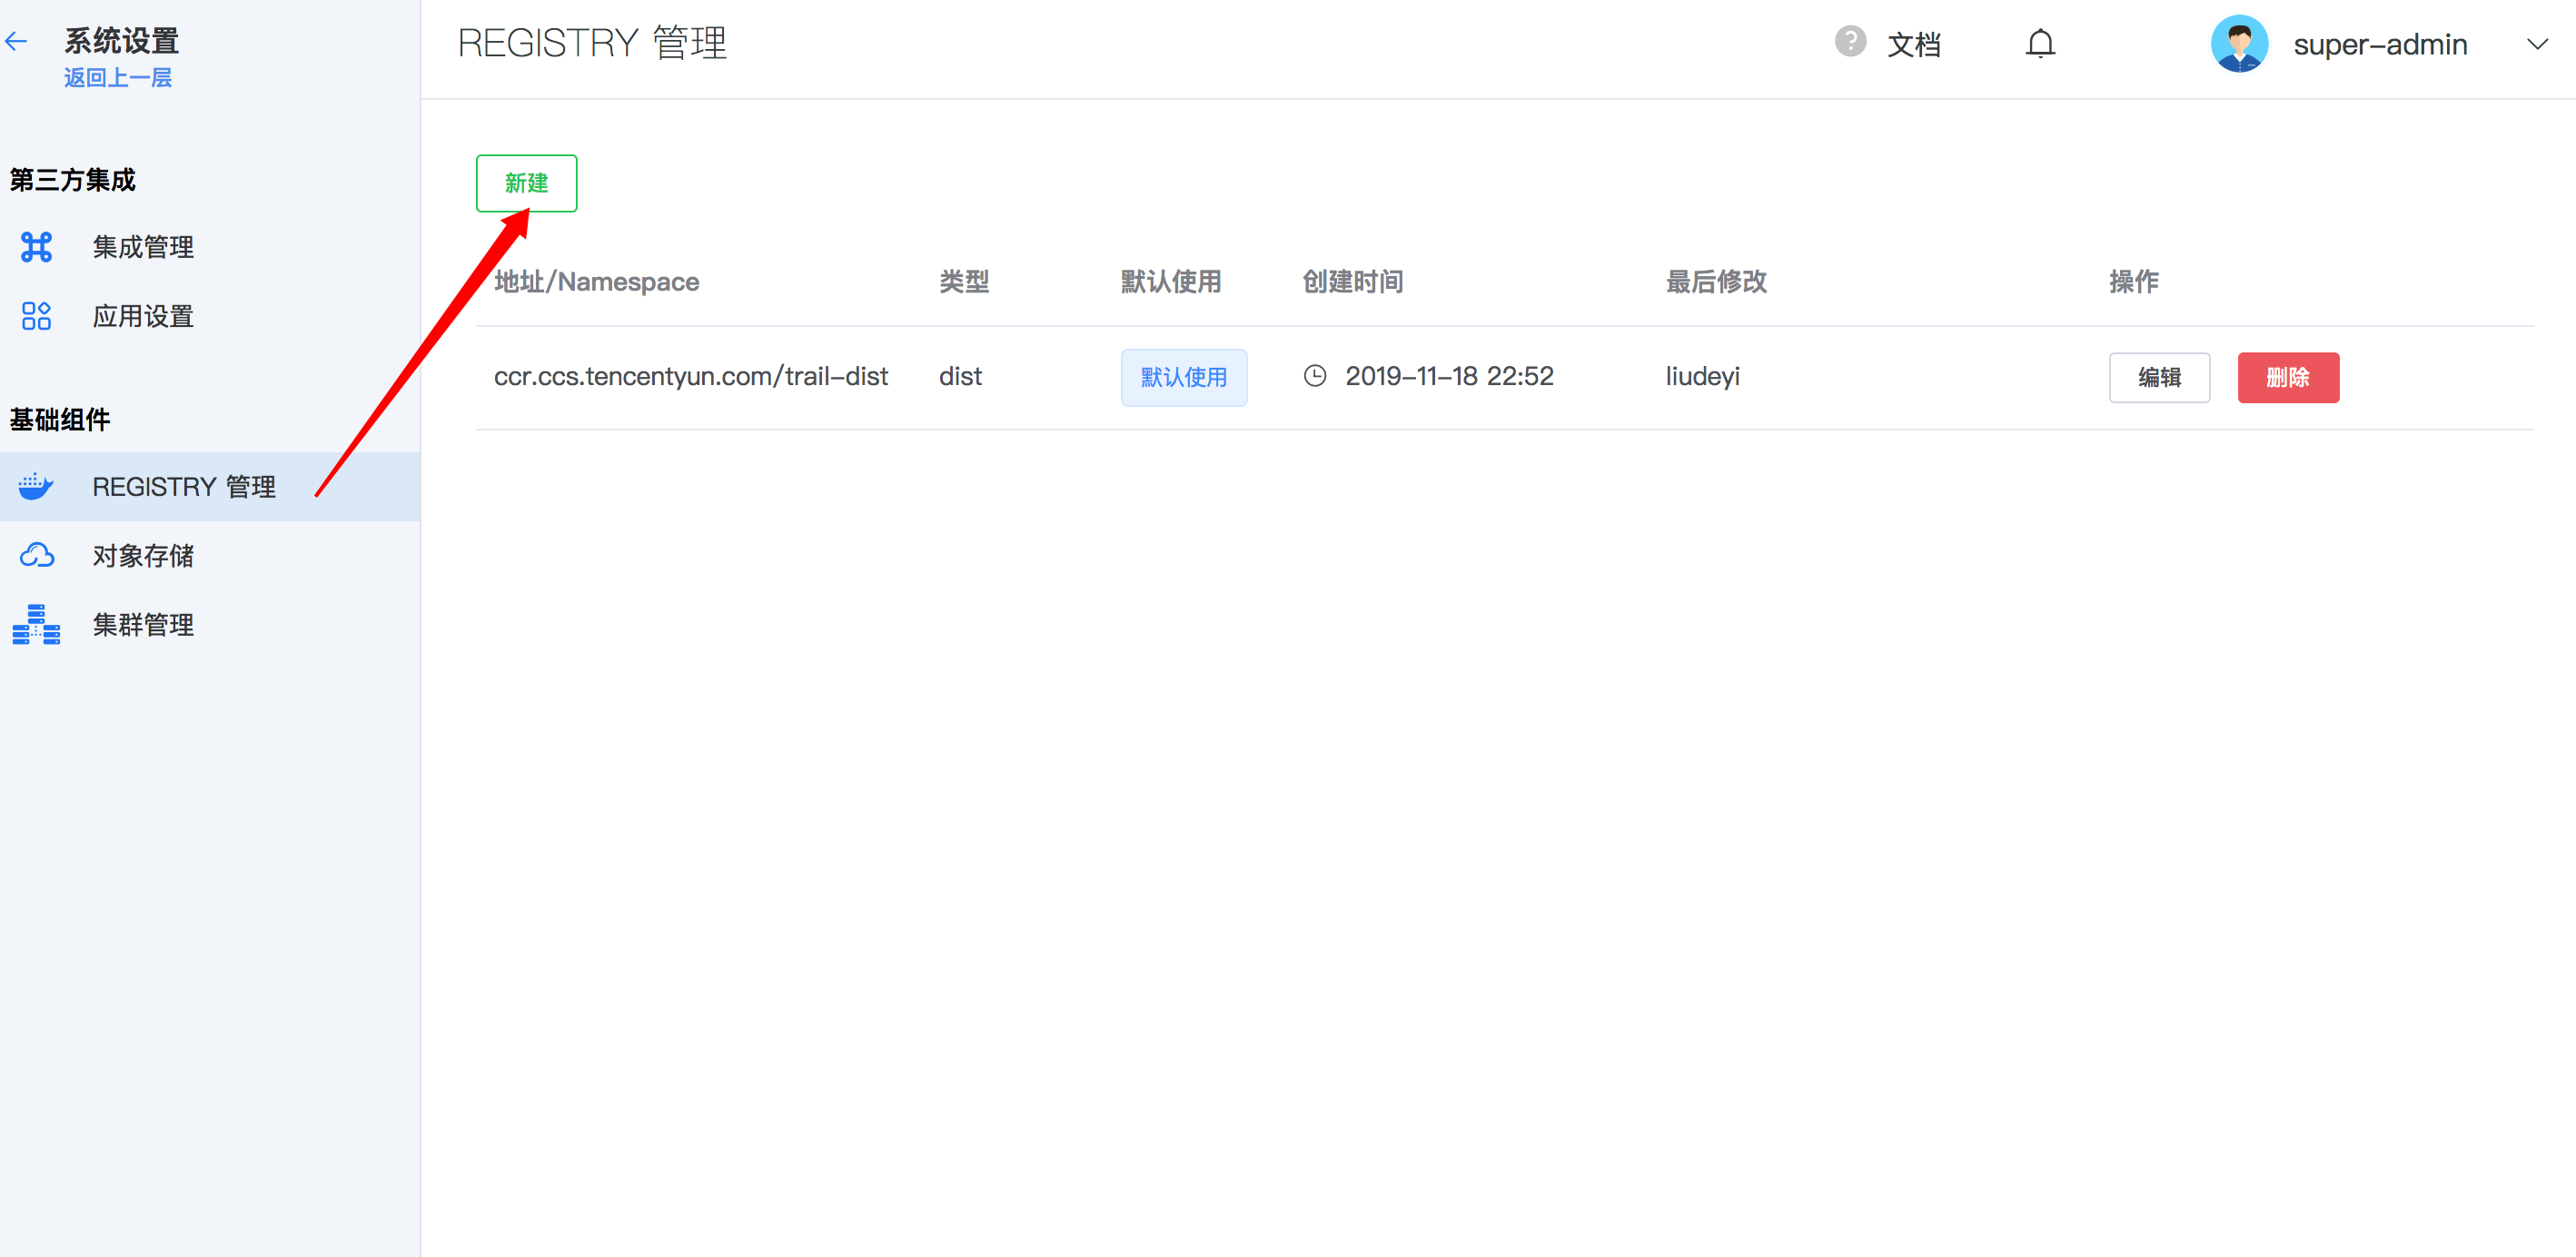 系统设置
返回上一层
第三方集成
集成管理
应用设置
基础组件
REGISTRY 管理
对象存储
集群管理
REGISTRY 管理
? 文档
super-admin
新建
地址/Namespace 类型 默认使用 创建时间 最后修改 操作
ccr.ccs.tencentyun.com/trail-dist dist 默认使用 2019-11-18 22:52 liudeyi 编辑 删除